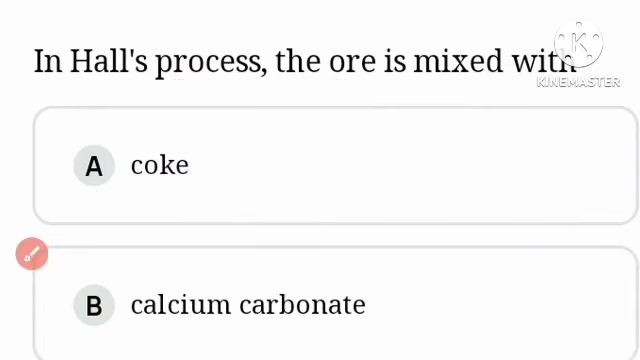 In Hall's process, the ore is mixed with
K
KINEMASTER
A coke
B calcium carbonate